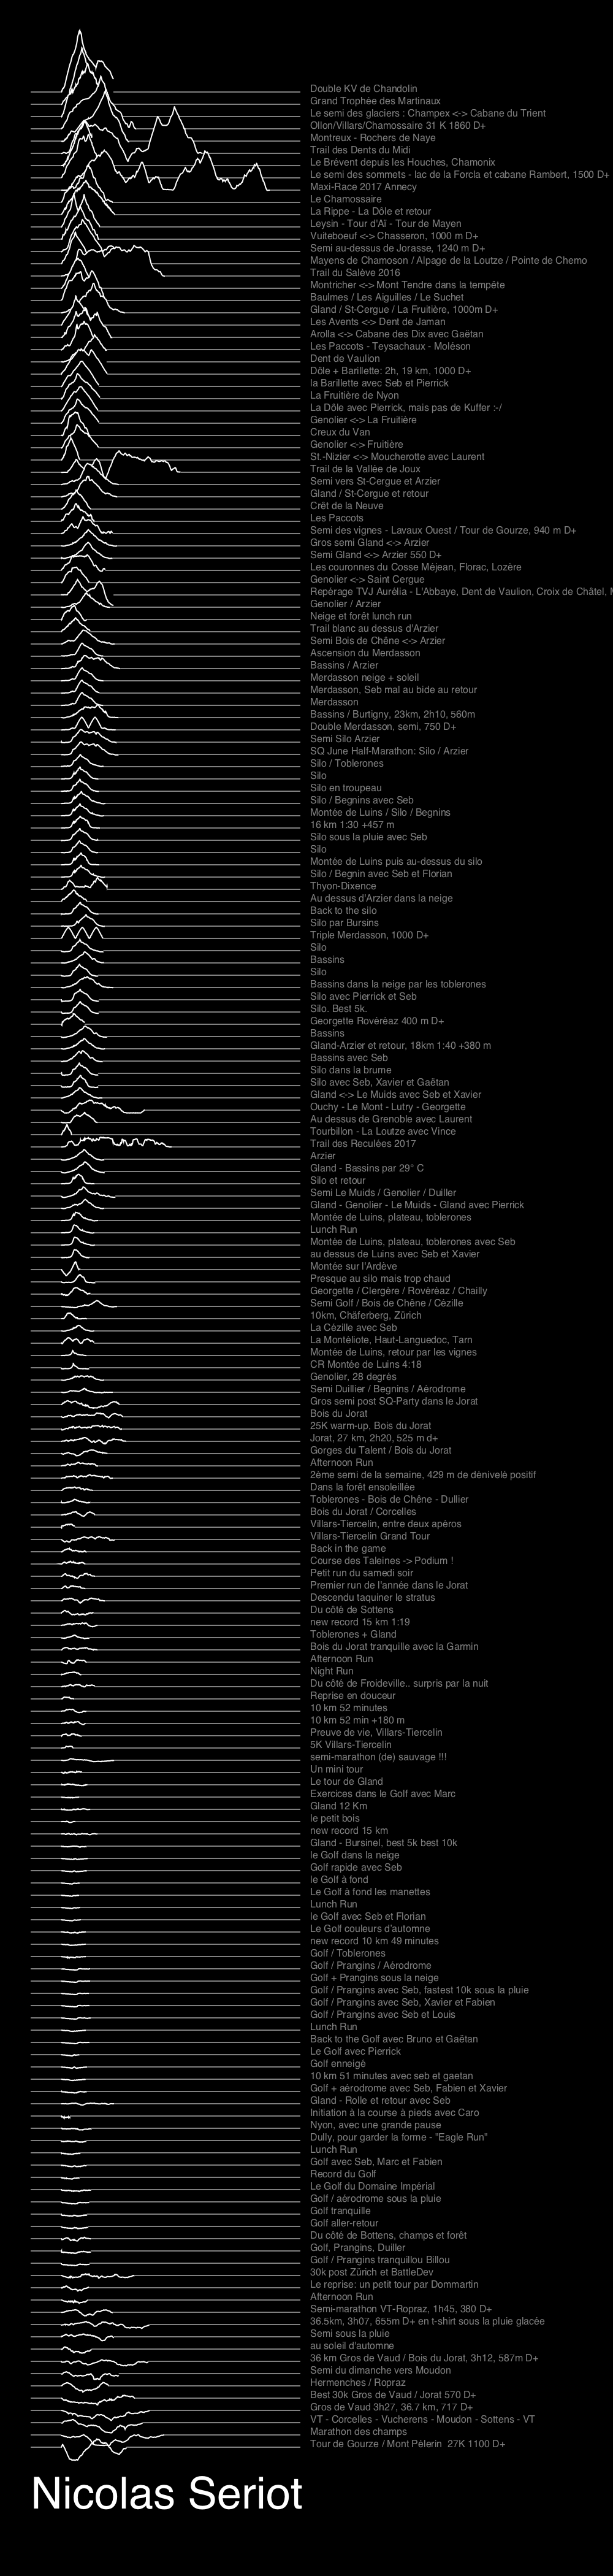 Double KV de Chandolin
Grand Trophée des Martinaux
Le semi des glaciers : Champex <-> Cabane du Trient
Ollon/Villars/Chamossaire 31 K 1860 D+
Montreux - Rochers de Naye
Trail des Dents du Midi
Le Brévent depuis les Houches, Chamonix
Le semi des sommets - lac de la Forcla et cabane Rambert, 1500 D+
Maxi-Race 2017 Annecy
Le Chamossaire
La Rippe - La Dôle et retour
Leysin - Tour d'Aï - Tour de Mayen
Vuiteboeuf <-> Chasseron, 1000 m D+
Semi au-dessus de Jorasse, 1240 m D+
Mayens de Chamoson / Alpage de la Loutze / Pointe de Chemo
Trail du Salève 2016
Montricher <-> Mont Tendre dans la tempête
Baulmes / Les Aiguilles / Le Suchet
Gland / St-Cergue / La Fruitière, 1000m D+
Les Avents <-> Dent de Jaman
Arolla <-> Cabane des Dix avec Gaëtan
Les Paccots - Teysachaux - Moléson
Dent de Vaulion
Dôle + Barillette: 2h, 19 km, 1000 D+
la Barillette avec Seb et Pierrick
La Fruitière de Nyon
La Dôle avec Pierrick, mais pas de Kuffer :-/
Genolier <-> La Fruitière
Creux du Van
Genolier <-> Fruitière
St.-Nizier <-> Moucherotte avec Laurent
Trail de la Vallée de Joux
Semi vers St-Cergue et Arzier
Gland / St-Cergue et retour
Crêt de la Neuve
Les Paccots
Semi des vignes - Lavaux Ouest / Tour de Gourze, 940 m D+
Gros semi Gland <-> Arzier
Semi Gland <-> Arzier 550 D+
Les couronnes du Cosse Méjean, Florac, Lozère
Genolier <-> Saint Cergue
Repérage TVJ Aurélia - L'Abbaye, Dent de Vaulion, Croix de Châtel,
Genolier / Arzier
Neige et forêt lunch run
Trail blanc au dessus d'Arzier
Semi Bois de Chêne <-> Arzier
Ascension du Merdasson
Bassins / Arzier
Merdasson neige + soleil
Merdasson, Seb mal au bide au retour
Merdasson
Bassins / Burtigny, 23km, 2h10, 560m
Double Merdasson, semi, 750 D+
Semi Silo Arzier
SQ June Half-Marathon: Silo / Arzier
Silo / Toblerones
Silo
Silo en troupeau
Silo / Begnins avec Seb
Montée de Luins / Silo / Begnins
16 km 1:30 +457 m
Silo sous la pluie avec Seb
Silo
Montée de Luins puis au-dessus du silo
Silo / Begnin avec Seb et Florian
Thyon-Dixence
Au dessus d'Arzier dans la neige
Back to the silo
Silo par Bursins
Triple Merdasson, 1000 D+
Silo
Bassins
Silo
Bassins dans la neige par les toblerones
Silo avec Pierrick et Seb
Silo. Best 5k.
Georgette Rovéréaz 400 m D+
Bassins
Gland-Arzier et retour, 18km 1:40 +380 m
Bassins avec Seb
Silo dans la brume
Silo avec Seb, Xavier et Gaêtan
Gland <-> Le Muids avec Seb et Xavier
Ouchy - Le Mont - Lutry - Georgette
Au dessus de Grenoble avec Laurent
Tourbillon - La Loutze avec Vince
Trail des Reculées 2017
Arzier
Gland - Bassins par 29° C
Silo et retour
Semi Le Muids / Genolier / Duiller
Gland - Genolier - Le Muids - Gland avec Pierrick
Montée de Luins, plateau, toblerones
Lunch Run
Montée de Luins, plateau, toblerones avec Seb
au dessus de Luins avec Seb et Xavier
Montée sur l'Ardève
Presque au silo mais trop chaud
Georgette / Clergère / Rovéréaz / Chailly
Semi Golf / Bois de Chêne / Cézille
10km, Chäferberg, Zürich
La Cézille avec Seb
La Montéliote, Haut-Languedoc, Tarn
Montée de Luins, retour par les vignes
CR Montée de Luins 4:18
Genolier, 28 degrés
Semi Duillier / Begnins / Aérodrome
Gros semi post SQ-Party dans le Jorat
Bois du Jorat
25K warm-up, Bois du Jorat
Jorat, 27 km, 2h20, 525 m d+
Gorges du Talent / Bois du Jorat
Afternoon Run
2ème semi de la semaine, 429 m de dénivelé positif
Dans la forêt ensoleillée
Toblerones - Bois de Chêne - Dullier
Bois du Jorat / Corcelles
Villars-Tiercelin, entre deux apéros
Villars-Tiercelin Grand Tour
Back in the game
Course des Taleines -> Podium !
Petit run du samedi soir
Premier run de l'année dans le Jorat
Descendu taquiner le stratus
Du côté de Sottens
new record 15 km 1:19
Toblerones + Gland
Bois du Jorat tranquille avec la Garmin
Afternoon Run
Night Run
Du côté de Froideville.. surpris par la nuit
Reprise en douceur
10 km 52 minutes
10 km 52 min +180 m
Preuve de vie, Villars-Tiercelin
5K Villars-Tiercelin
semi-marathon (de) sauvage !!!
Un mini tour
Le tour de Gland
Exercices dans le Golf avec Marc
Gland 12 Km
le petit bois
new record 15 km
Gland - Bursinel, best 5k best 10k
le Golf dans la neige
Golf rapide avec Seb
le Golf à fond
Le Golf à fond les manettes
Lunch Run
le Golf avec Seb et Florian
Le Golf couleurs d'automne
new record 10 km 49 minutes
Golf / Toblerones
Golf / Prangins / Aérodrome
Golf + Prangins sous la neige
Golf / Prangins avec Seb, fastest 10k sous la pluie
Golf / Prangins avec Seb, Xavier et Fabien
Golf / Prangins avec Seb et Louis
Lunch Run
Back to the Golf avec Bruno et Gaëtan
Le Golf avec Pierrick
Golf enneigé
10 km 51 minutes avec seb et gaetan
Golf + aérodrome avec Seb, Fabien et Xavier
Gland - Rolle et retour avec Seb
Initiation à la course à pieds avec Caro
Nyon, avec une grande pause
Dully, pour garder la forme - "Eagle Run"
Lunch Run
Golf avec Seb, Marc et Fabien
Record du Golf
Le Golf du Domaine Impérial
Golf / aérodrome sous la pluie
Golf tranquille
Golf aller-retour
Du côté de Bottens, champs et forêt
Golf, Prangins, Duiller
Golf / Prangins tranquillou Billou
30k post Zürich et BattleDev
Le reprise: un petit tour par Dommartin
Afternoon Run
Semi-marathon VT-Ropraz, 1h45, 380 D+
36.5km, 3h07, 655m D+ en t-shirt sous la pluie glacée
Semi sous la pluie
au soleil d'automne
36 km Gros de Vaud / Bois du Jorat, 3h12, 587m D+
Semi du dimanche vers Moudon
Hermenches / Ropraz
Best 30k Gros de Vaud / Jorat 570 D+
Gros de Vaud 3h27, 36.7 km, 717 D+
VT - Corcelles - Vucherens - Moudon - Sottens - VT
Marathon des champs
Tour de Gourze / Mont Pélerin 27K 1100 D+
Nicolas Seriot